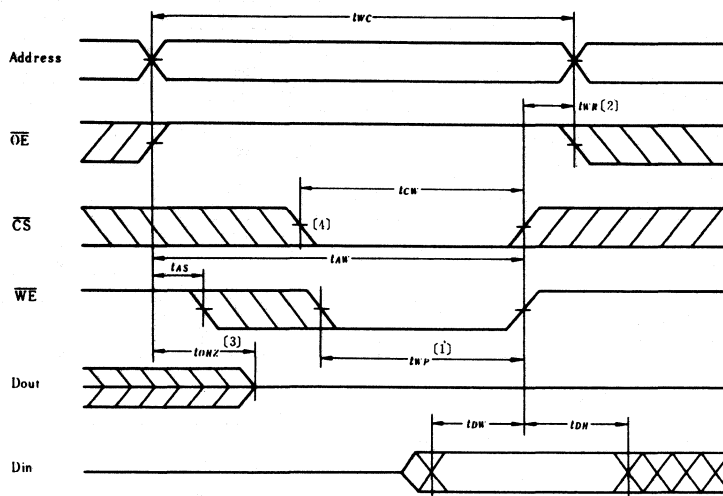 tWC
Address
tWR (2)
OE
tCW
CS
(4)
tAW
tAS
WE
(3)
tOHZ
(1)
tWP
Dout
tDW
tDH
Din